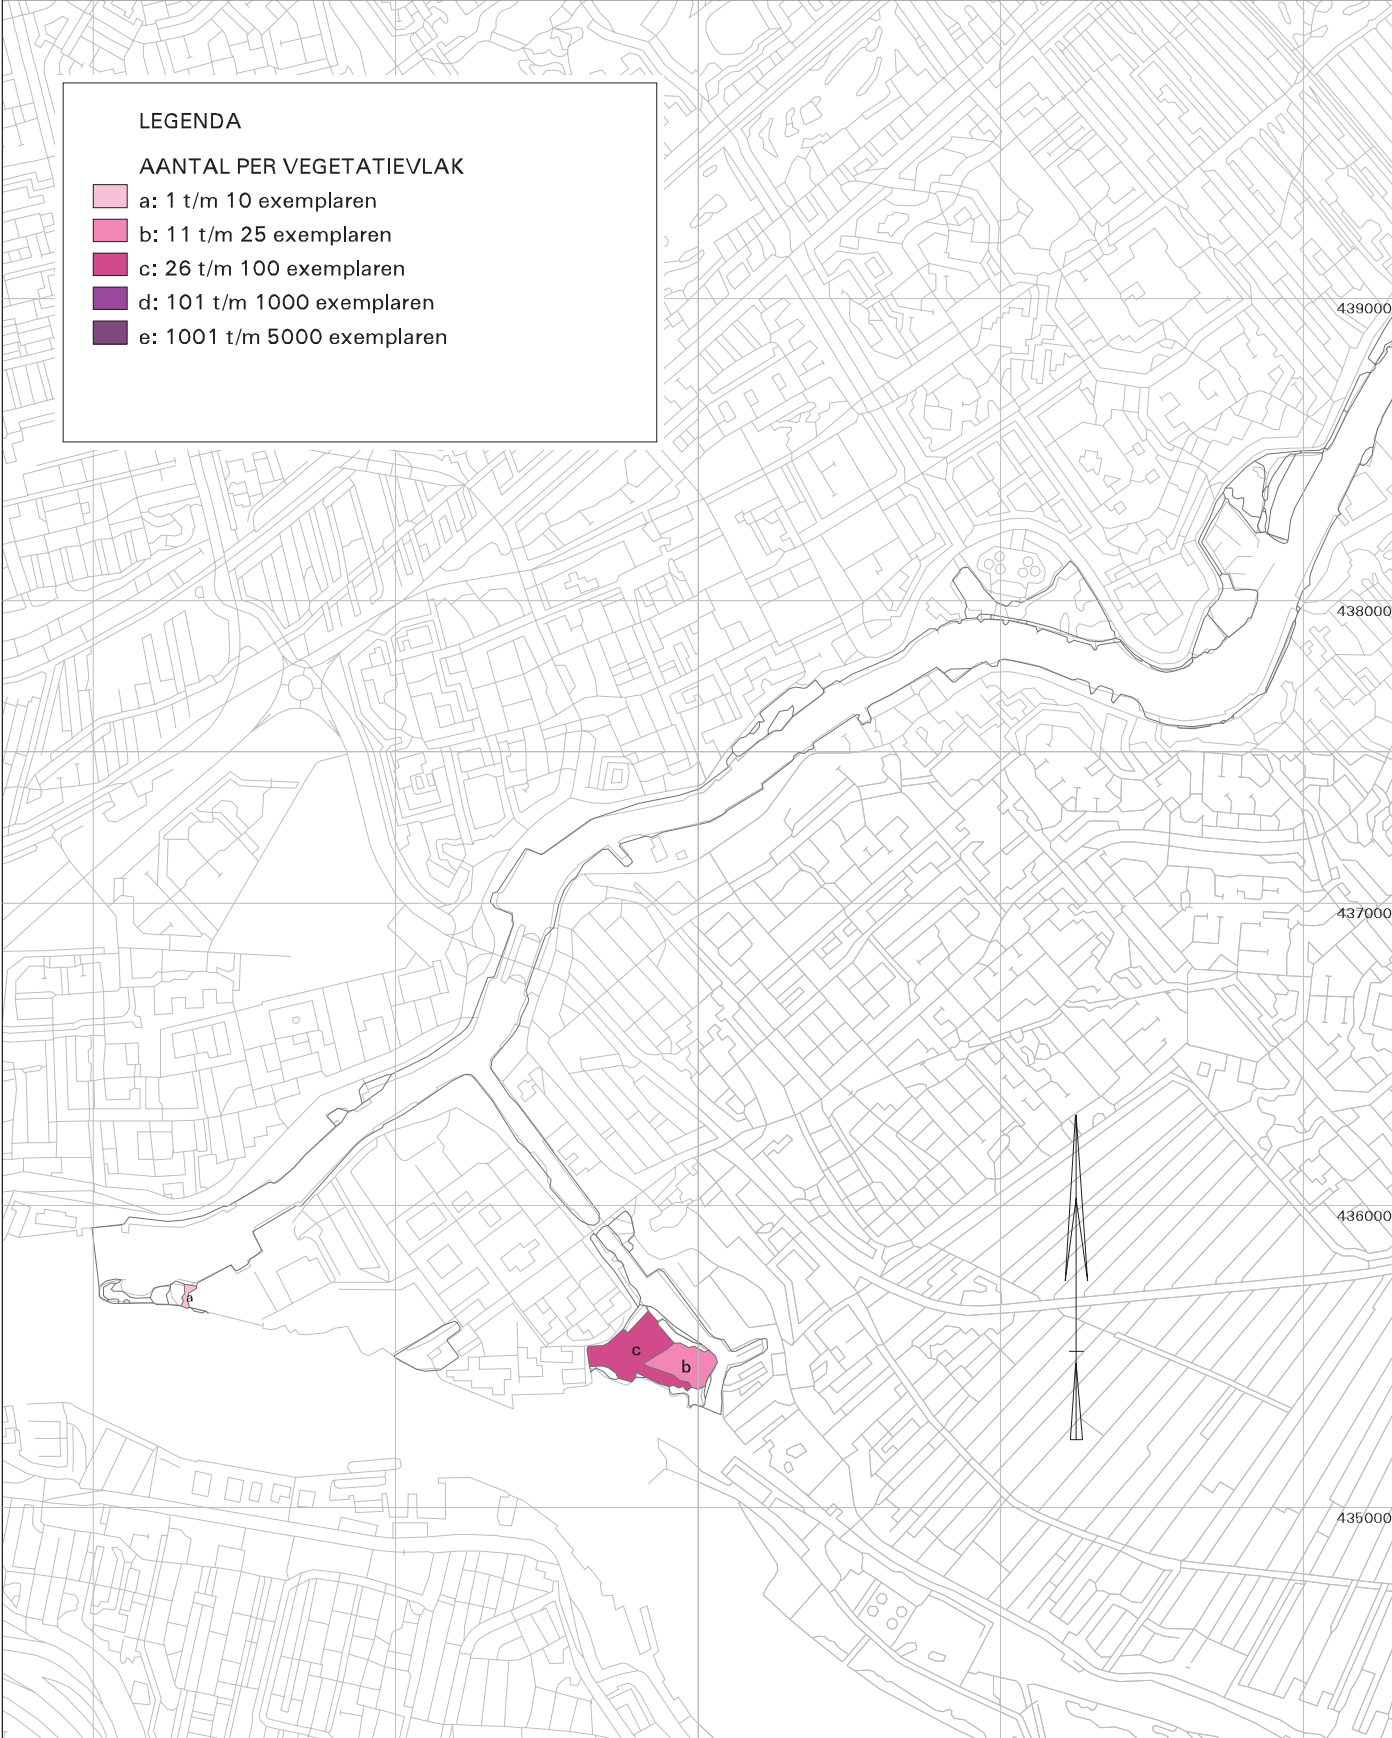 LEGENDA
AANTAL PER VEGETATIEVLAK
a: 1 t/m 10 exemplaren
b: 11 t/m 25 exemplaren
c: 26 t/m 100 exemplaren
d: 101 t/m 1000 exemplaren
e: 1001 t/m 5000 exemplaren
439000
438000
437000
436000
a
c
b
435000